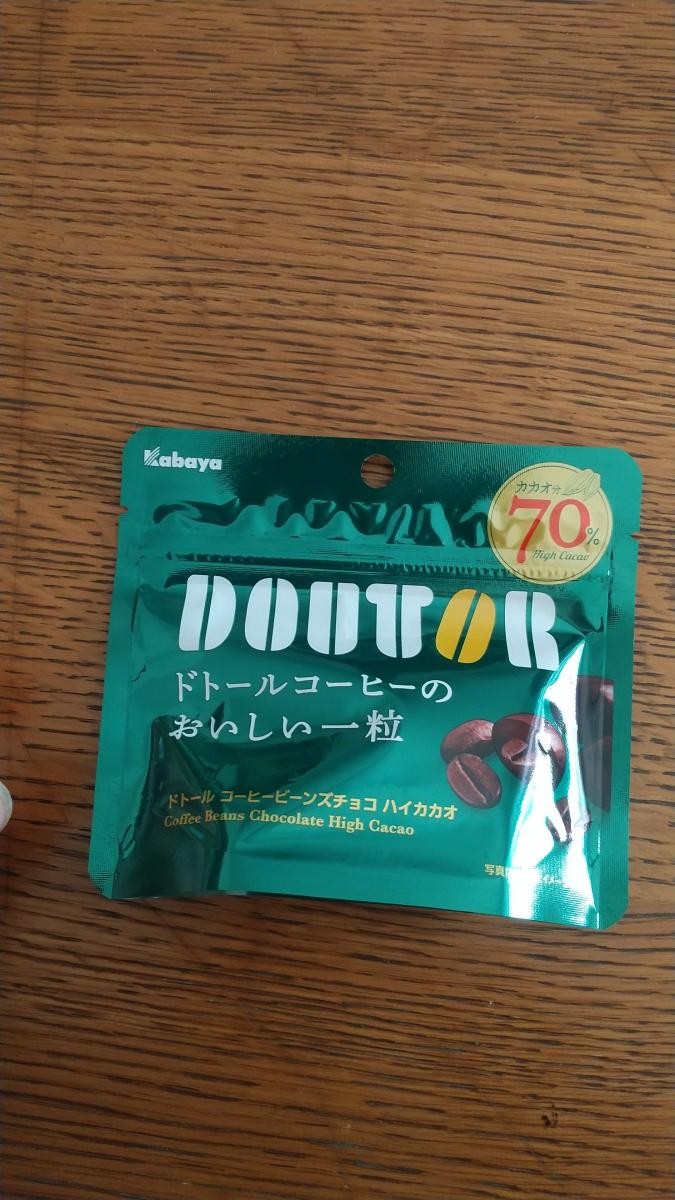 Kabaya
カカオ分
70%
High Cacao
DOUTOR
ドトールコーヒーの
おいしい一粒
ドトール コーヒービーンズチョコ ハイカカオ
Coffee Beans Chocolate High Cacao
写真